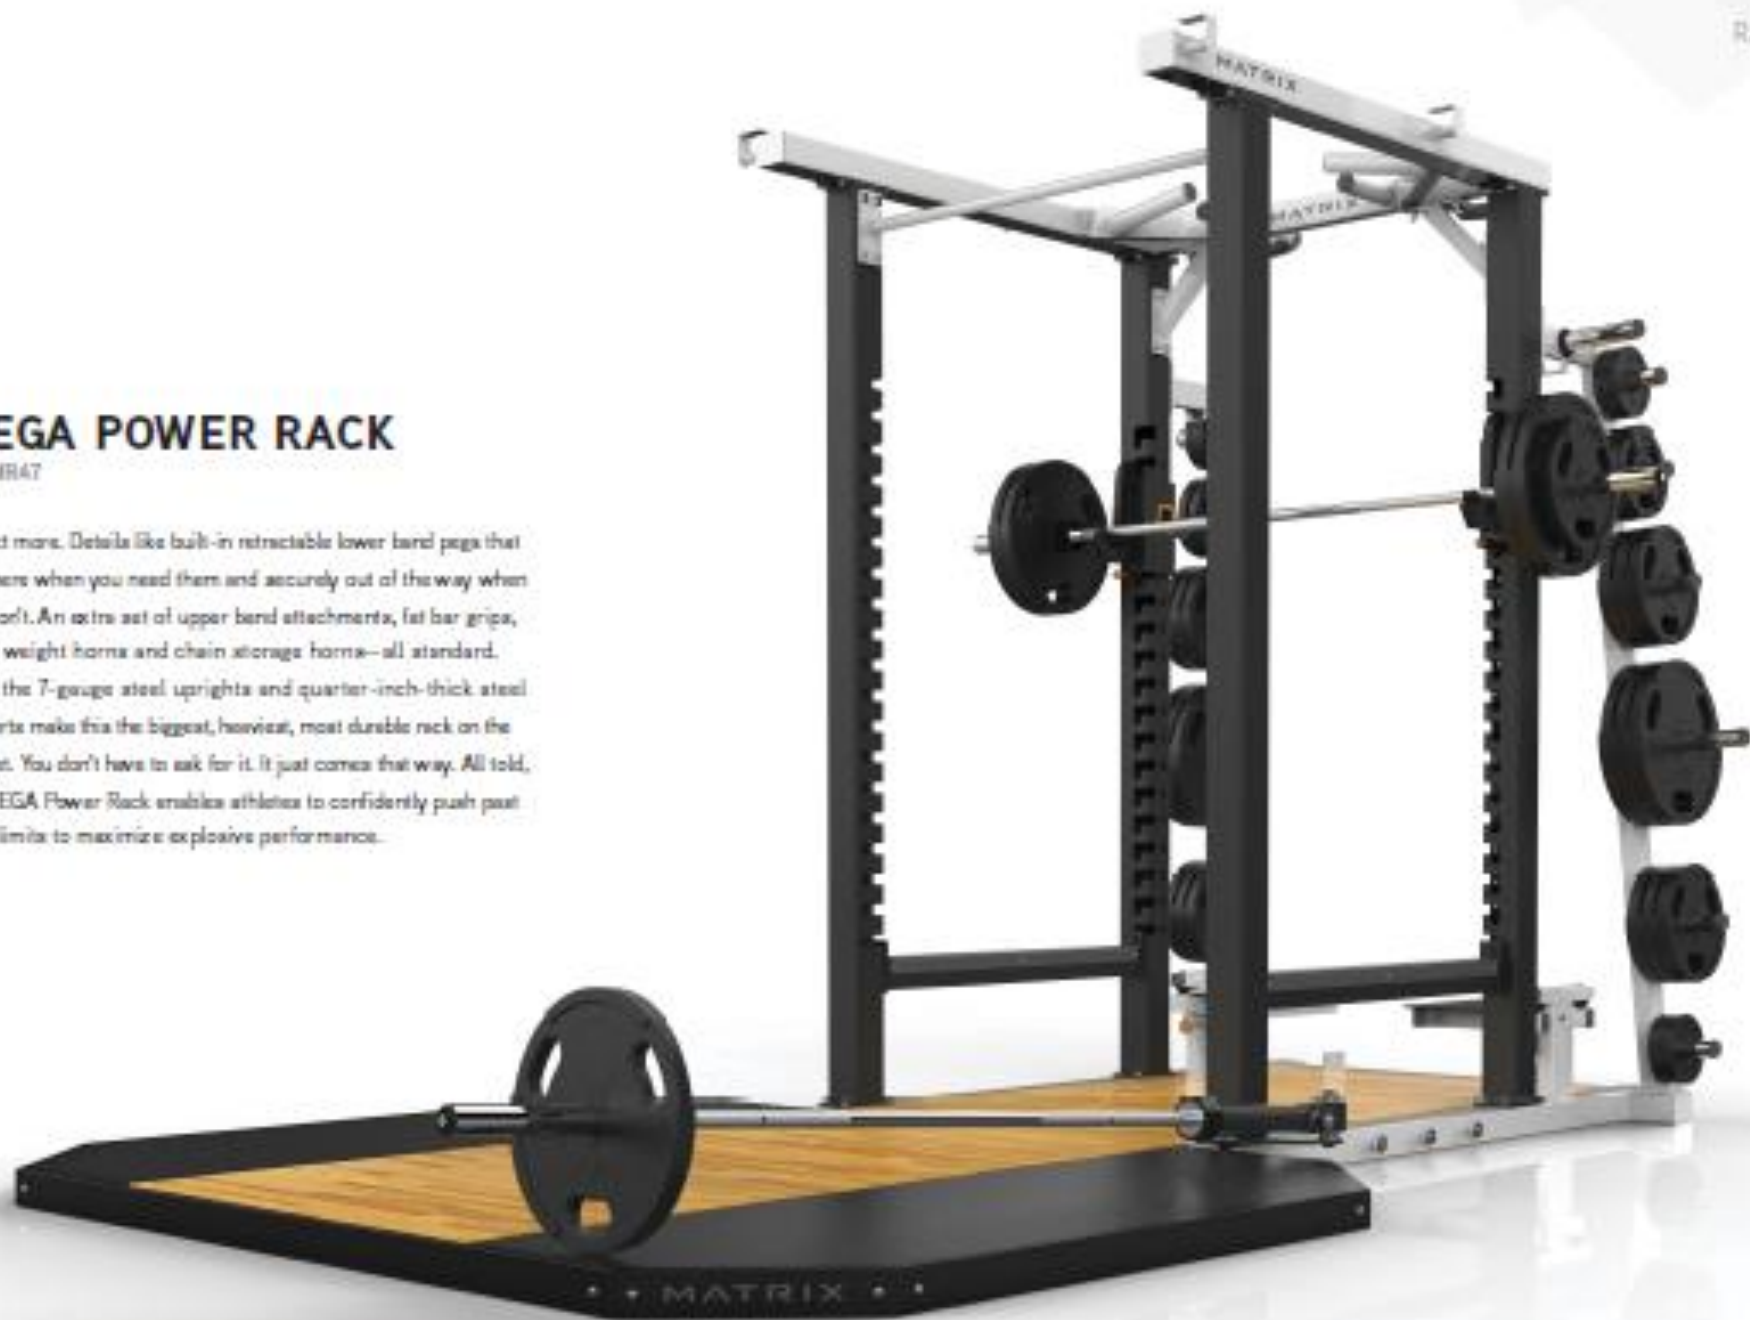 R
MATRIX
MATRIX
EGA POWER RACK
R47
t more. Details like built-in retractable lower band pegs that
ere when you need them and securely out of the way when
on't. An extra set of upper band attachments, fat bar grips,
weight horns and chain storage horns—all standard.
the 7-gauge steel uprights and quarter-inch-thick steel
rts make this the biggest, heaviest, most durable rack on the
et. You don't have to ask for it. It just comes that way. All told,
EGA Power Rack enables athletes to confidently push past
limits to maximize explosive performance.
MATRIX